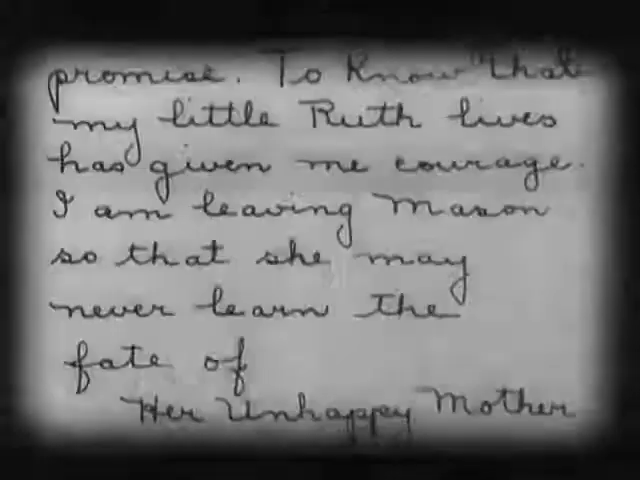 promise. To know that
my little Ruth lives
has given me courage.
I am leaving Mason
so that she may
never learn the
fate of
Her Unhappy Mother